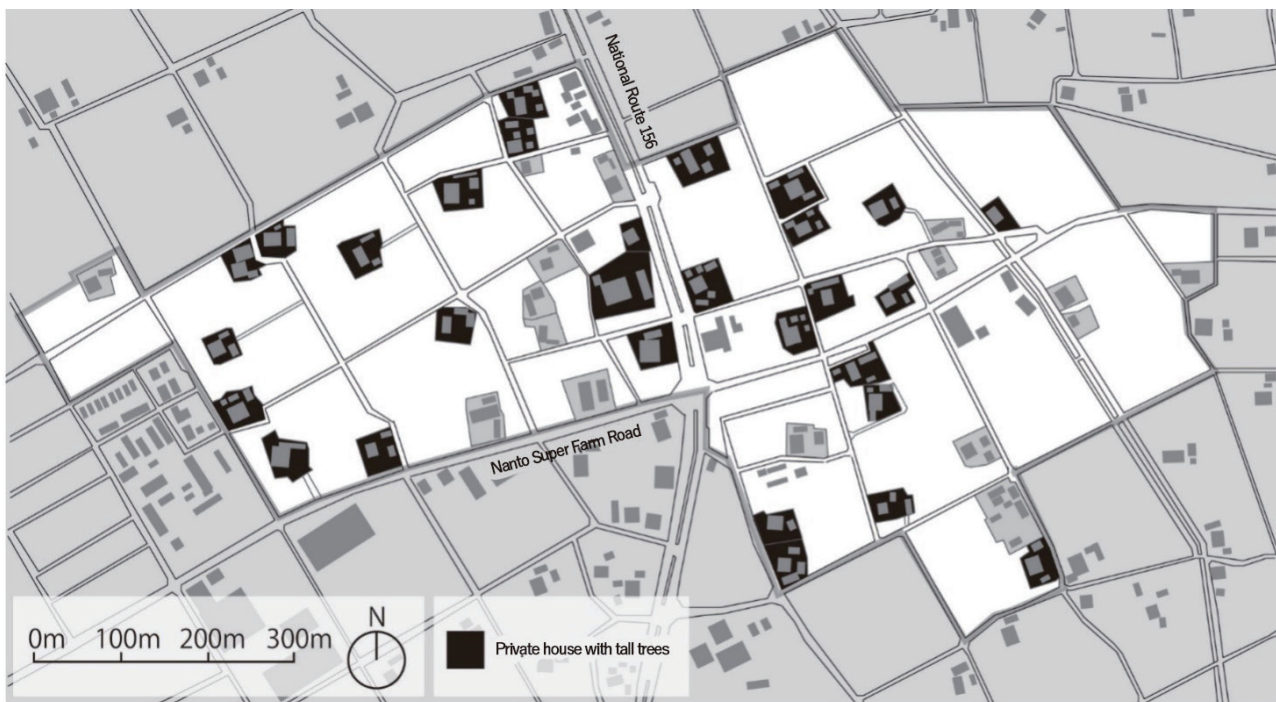 National Route 156
Nanto Super Farm Road
0m 100m 200m 300m
N
Private house with tall trees